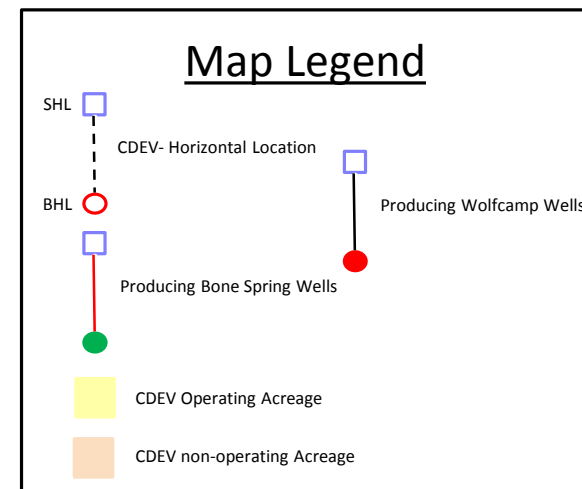 Map Legend
SHL
CDEV- Horizontal Location
BHL
Producing Wolfcamp Wells
Producing Bone Spring Wells
CDEV Operating Acreage
CDEV non-operating Acreage